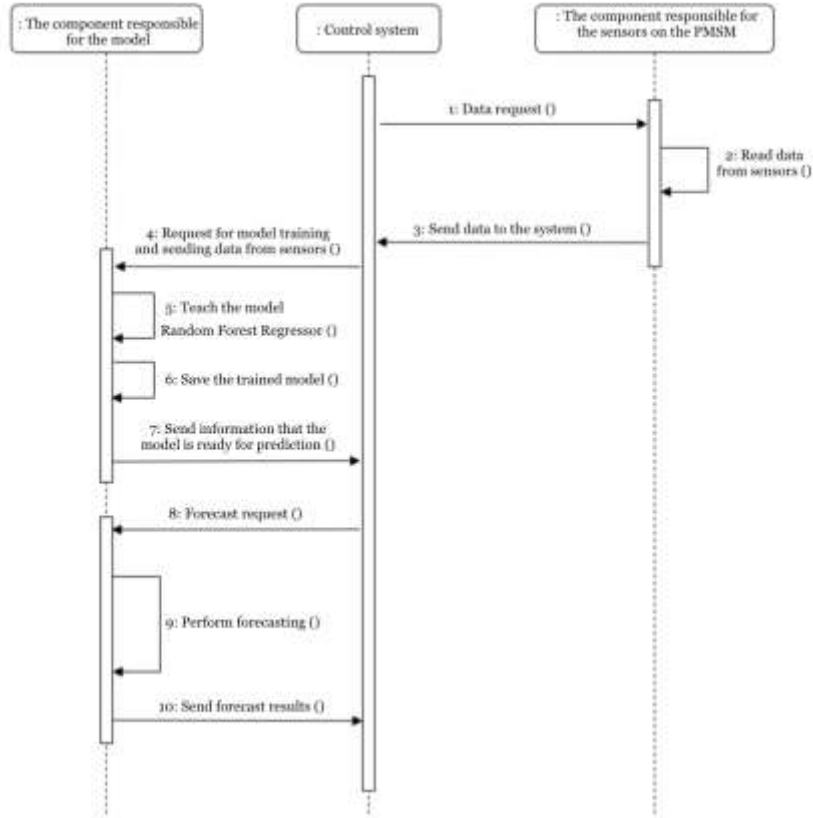 : The component responsible
for the model
: Control system
: The component responsible for
the sensors on the PMSM
1: Data request ()
2: Read data
from sensors ()
3: Send data to the system ()
4: Request for model training
and sending data from sensors ()
5: Teach the model
Random Forest Regressor ()
6: Save the trained model ()
7: Send information that the
model is ready for prediction ()
8: Forecast request ()
9: Perform forecasting ()
10: Send forecast results ()